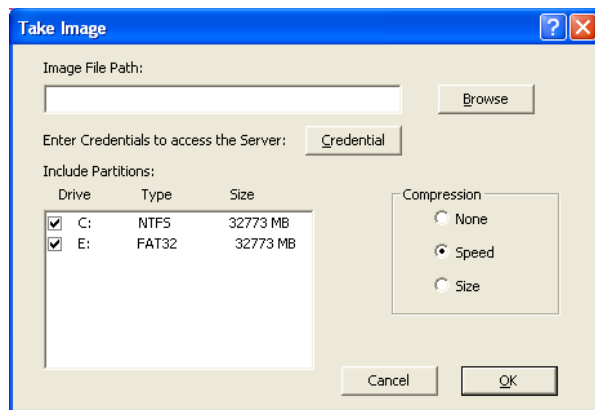 Take Image
Image File Path:
Browse
Enter Credentials to access the Server: Credential
Include Partitions:
Drive Type Size
C: NTFS 32773 MB
E: FAT32 32773 MB
Compression
None
Speed
Size
Cancel OK